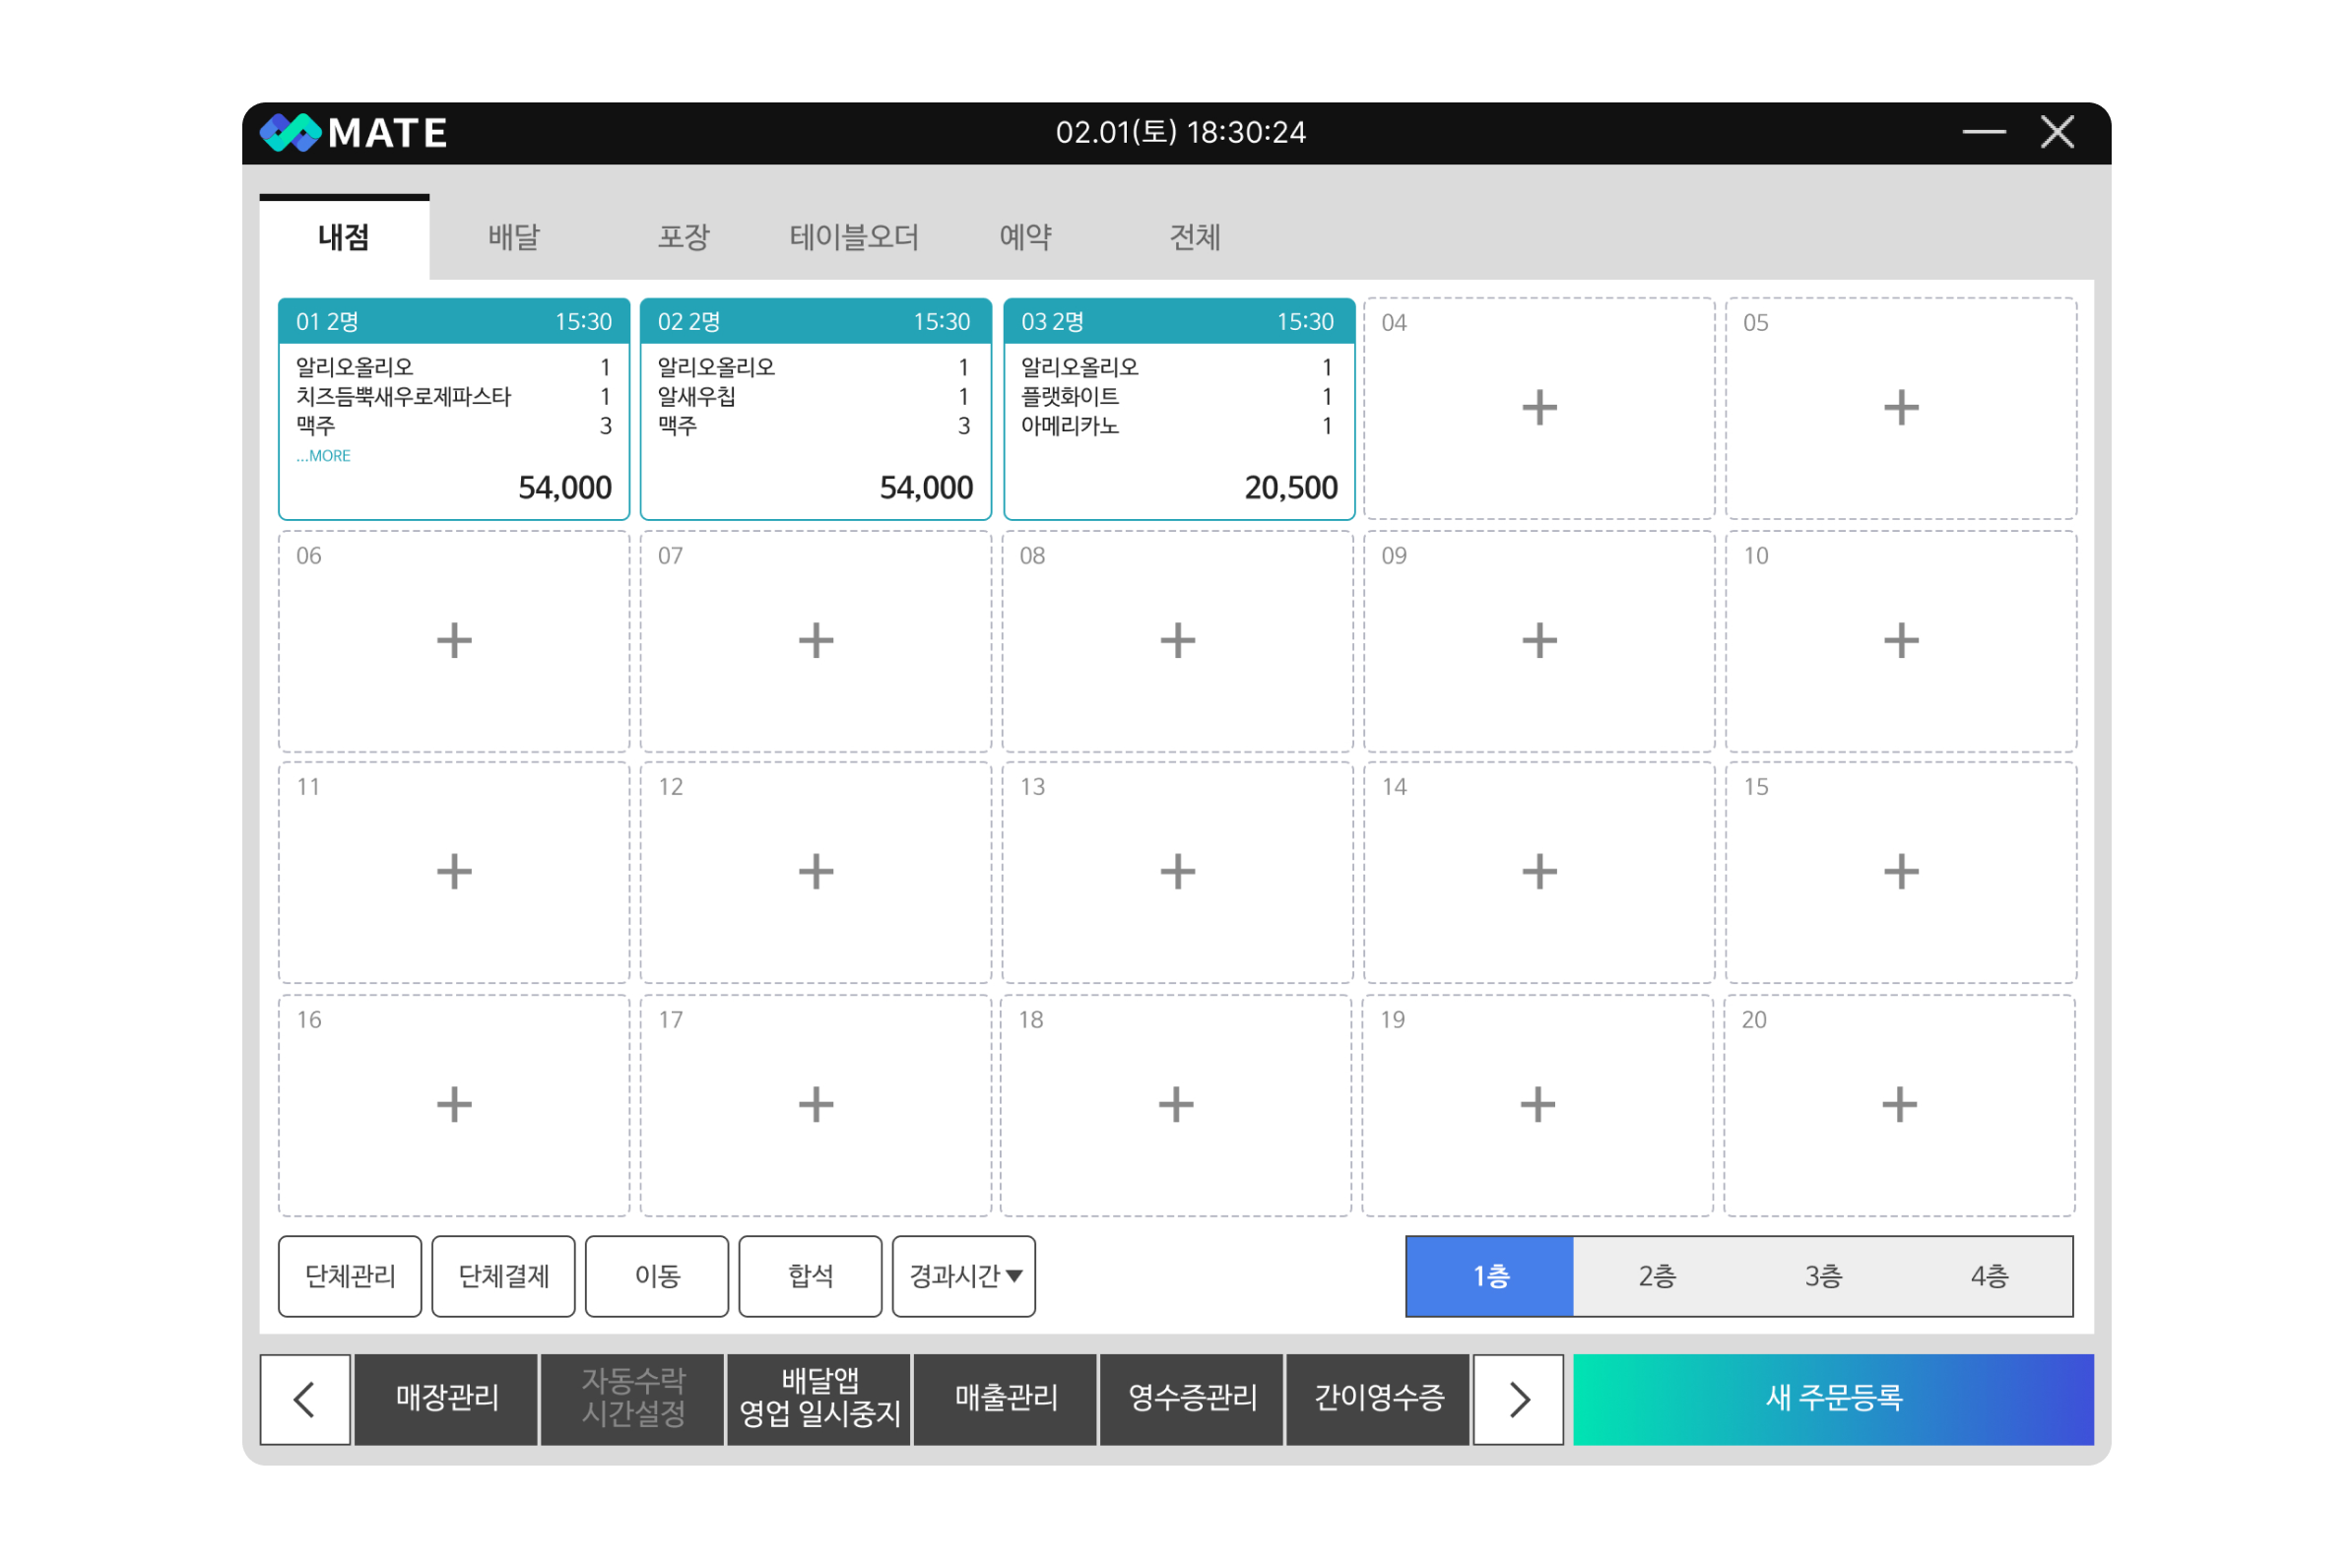 MATE
02.01(토) 18:30:24
내점 배달 포장 테이블오더 예약 전체
01 2명 15:30
알리오올리오 1
치즈듬뿍새우로제파스타 1
맥주 3
...MORE
54,000
02 2명 15:30
알리오올리오 1
알새우칩 1
맥주 3
54,000
03 2명 15:30
알리오올리오 1
플랫화이트 1
아메리카노 1
20,500
04
05
06
07
08
09
10
11
12
13
14
15
16
17
18
19
20
단체관리 단체결제 이동 합석 경과시간 ▼
1층 2층 3층 4층
매장관리
자동수락
시간설정
배달앱
영업 일시중지
매출관리
영수증관리
간이영수증
새 주문등록